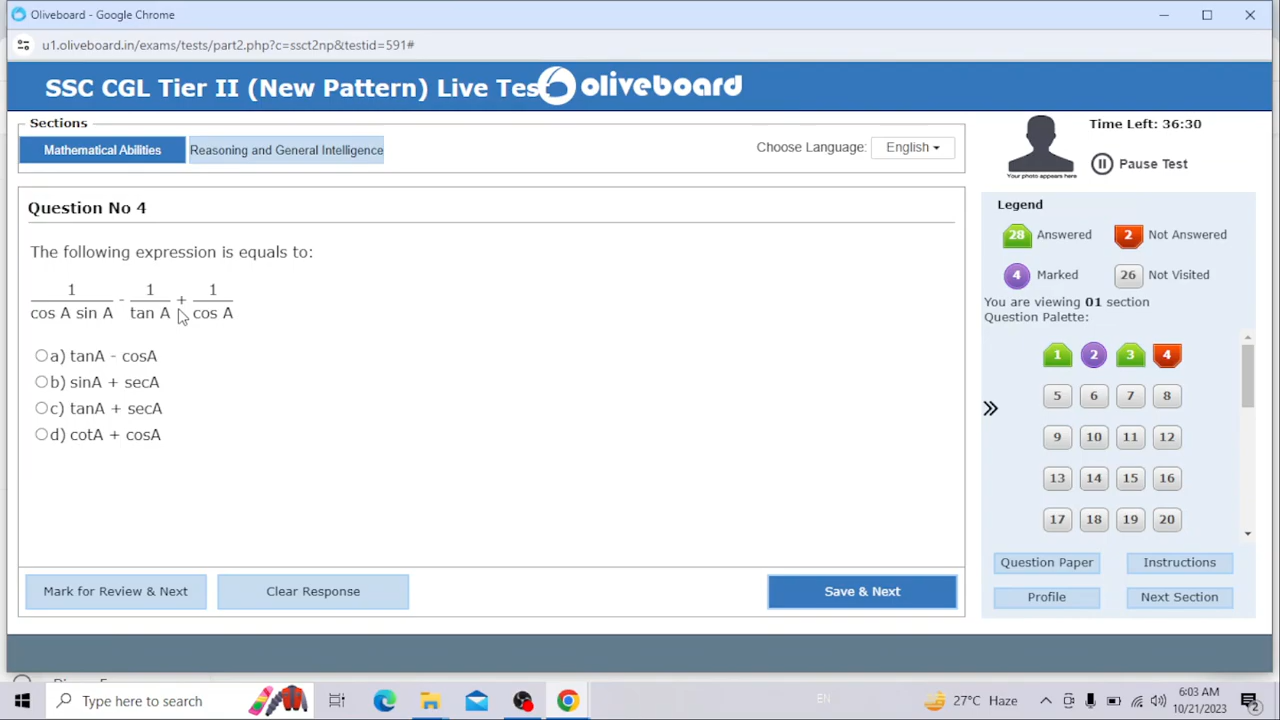 Oliveboard - Google Chrome
u1.oliveboard.in/exams/tests/part2.php?c=ssct2np&testid=591#
SSC CGL Tier II (New Pattern) Live Tes
oliveboard
Sections
Mathematical Abilities
Reasoning and General Intelligence
Choose Language: English
Your photo appears here
Time Left: 36:30
Pause Test
Question No 4
The following expression is equals to:
1/(cos A sin A) - 1/(tan A) + 1/(cos A)
a) tanA - cosA
b) sinA + secA
c) tanA + secA
d) cotA + cosA
Legend
28 Answered
2 Not Answered
4 Marked
26 Not Visited
You are viewing 01 section
Question Palette:
1 2 3 4
5 6 7 8
9 10 11 12
13 14 15 16
17 18 19 20
Question Paper
Instructions
Profile
Next Section
Mark for Review & Next
Clear Response
Save & Next
Type here to search
EN
27°C Haze
6:03 AM
10/21/2023
2